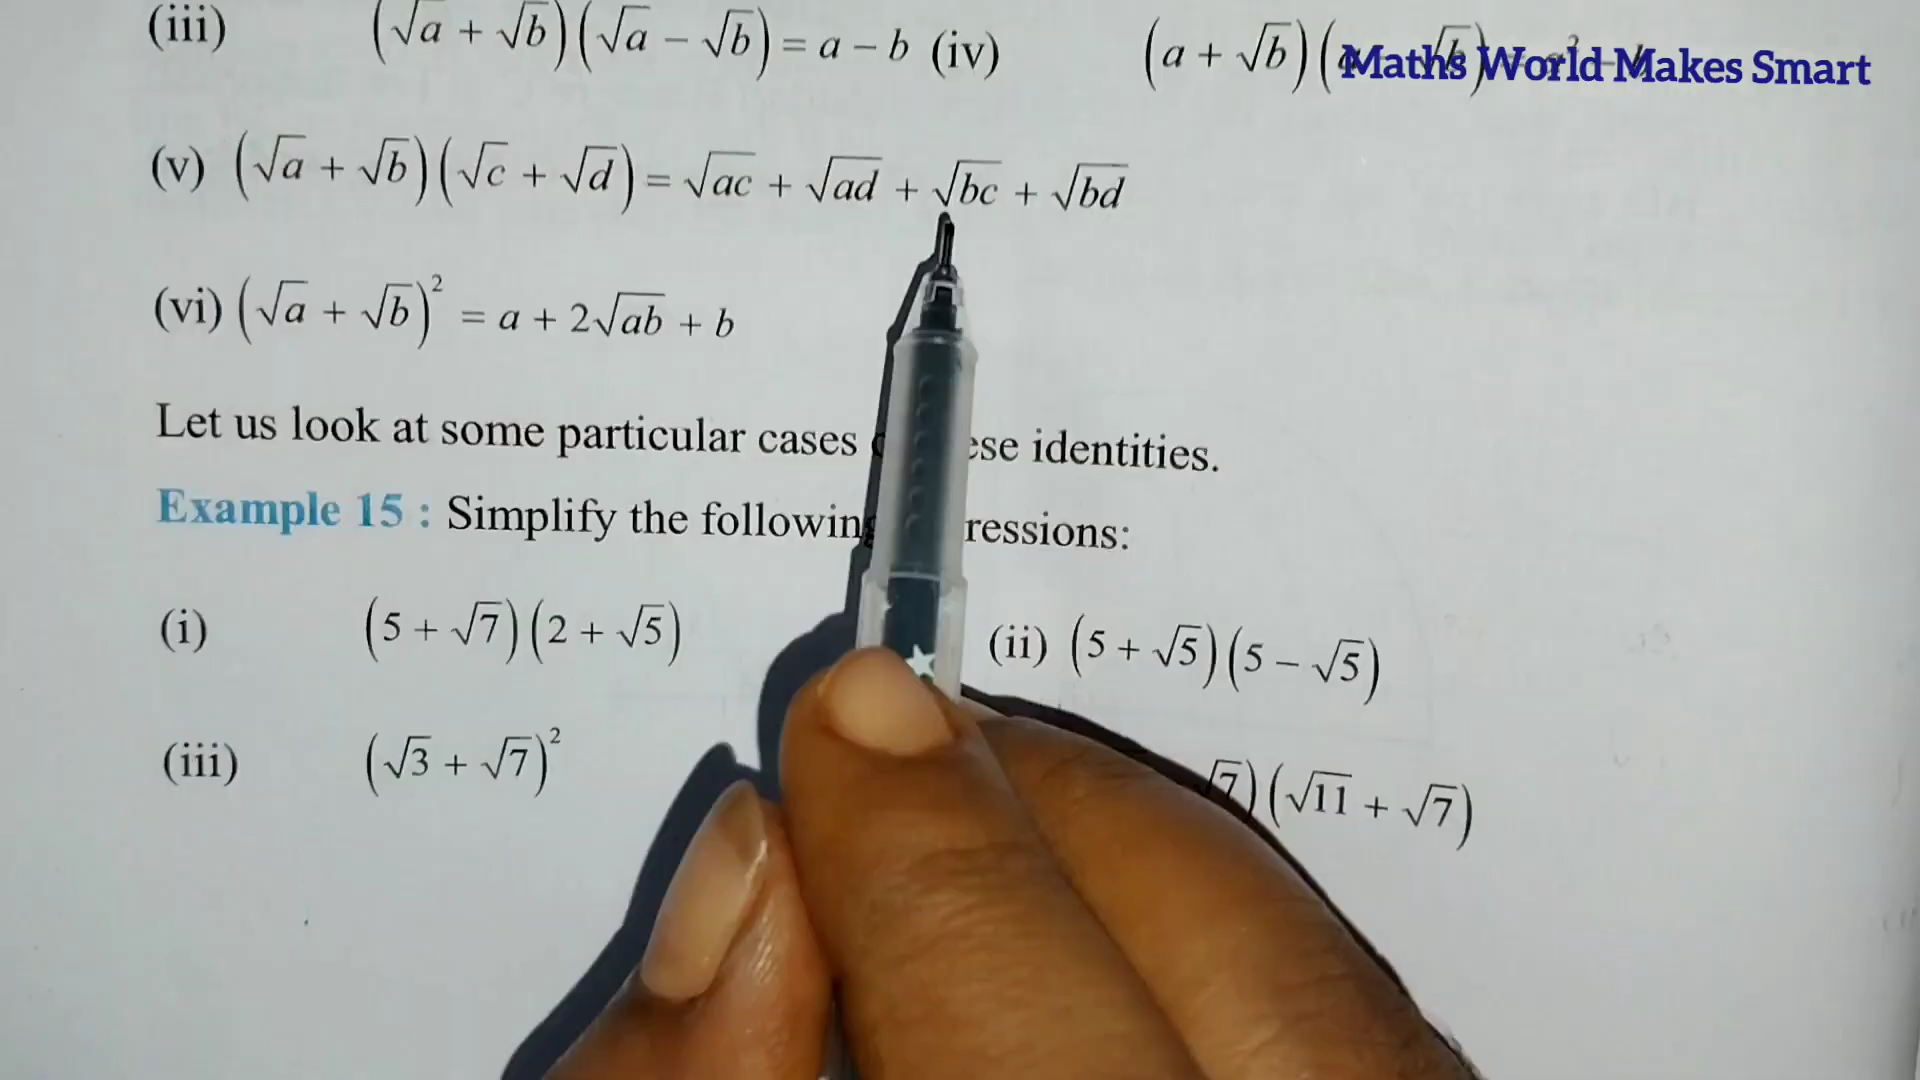 (iii) (√a + √b)(√a − √b) = a − b (iv) (a + √b)(
Maths World Makes Smart
(v) (√a + √b)(√c + √d) = √ac + √ad + √bc + √bd
(vi) (√a + √b)² = a + 2√ab + b
Let us look at some particular cases ese identities.
Example 15 : Simplify the following ressions:
(i) (5 + √7)(2 + √5) (ii) (5 + √5)(5 − √5)
(iii) (√3 + √7)² √7)(√11 + √7)